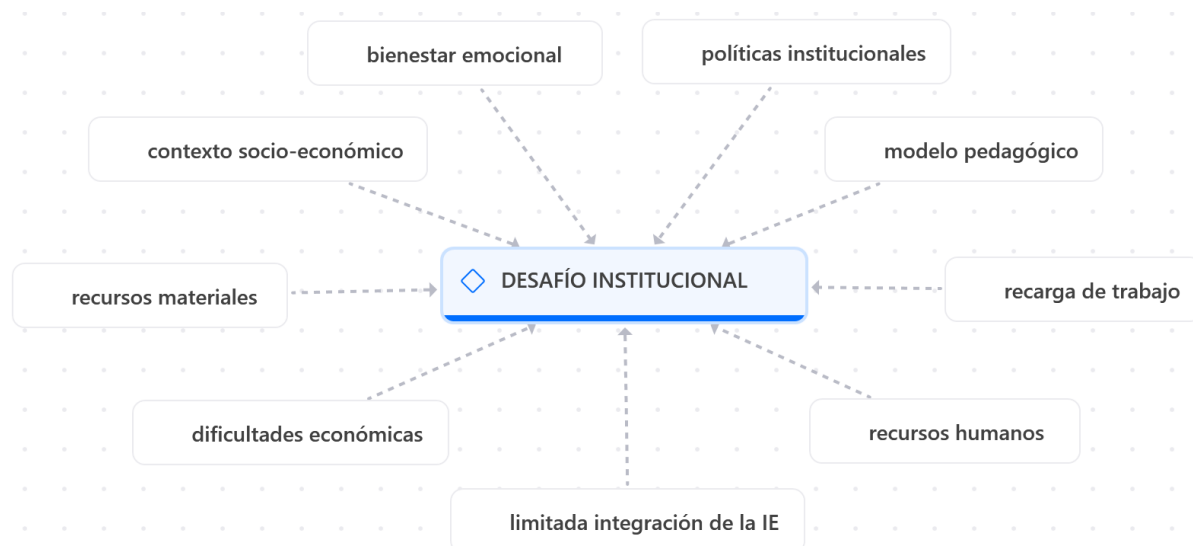 bienestar emocional
políticas institucionales
contexto socio-económico
modelo pedagógico
DESAFÍO INSTITUCIONAL
recursos materiales
recarga de trabajo
dificultades económicas
recursos humanos
limitada integración de la IE